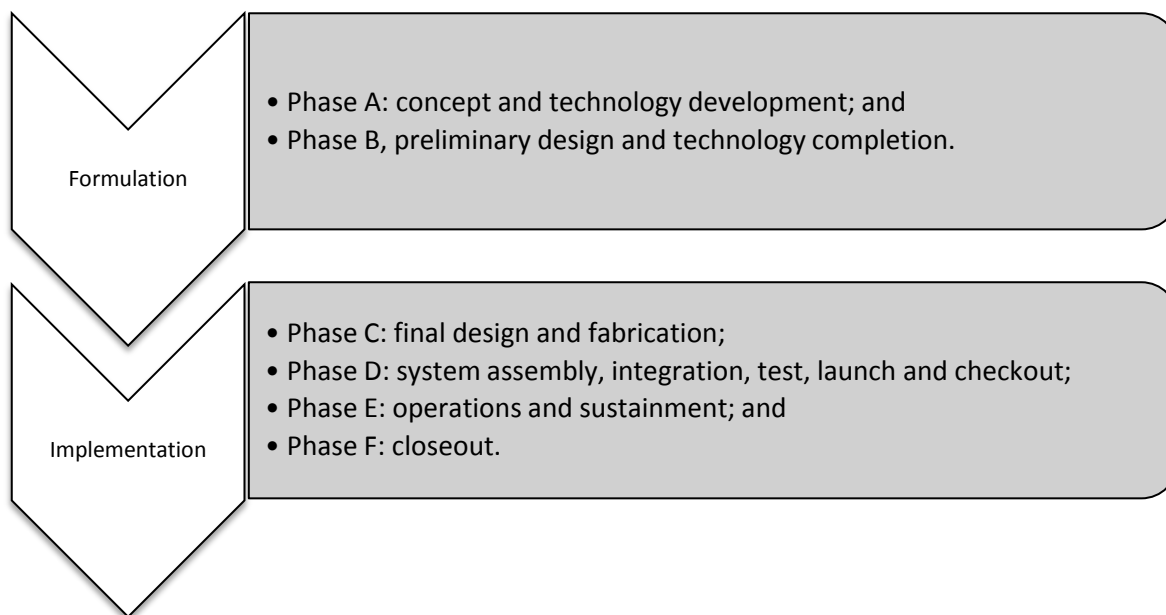 Formulation
• Phase A: concept and technology development; and
• Phase B, preliminary design and technology completion.
Implementation
• Phase C: final design and fabrication;
• Phase D: system assembly, integration, test, launch and checkout;
• Phase E: operations and sustainment; and
• Phase F: closeout.